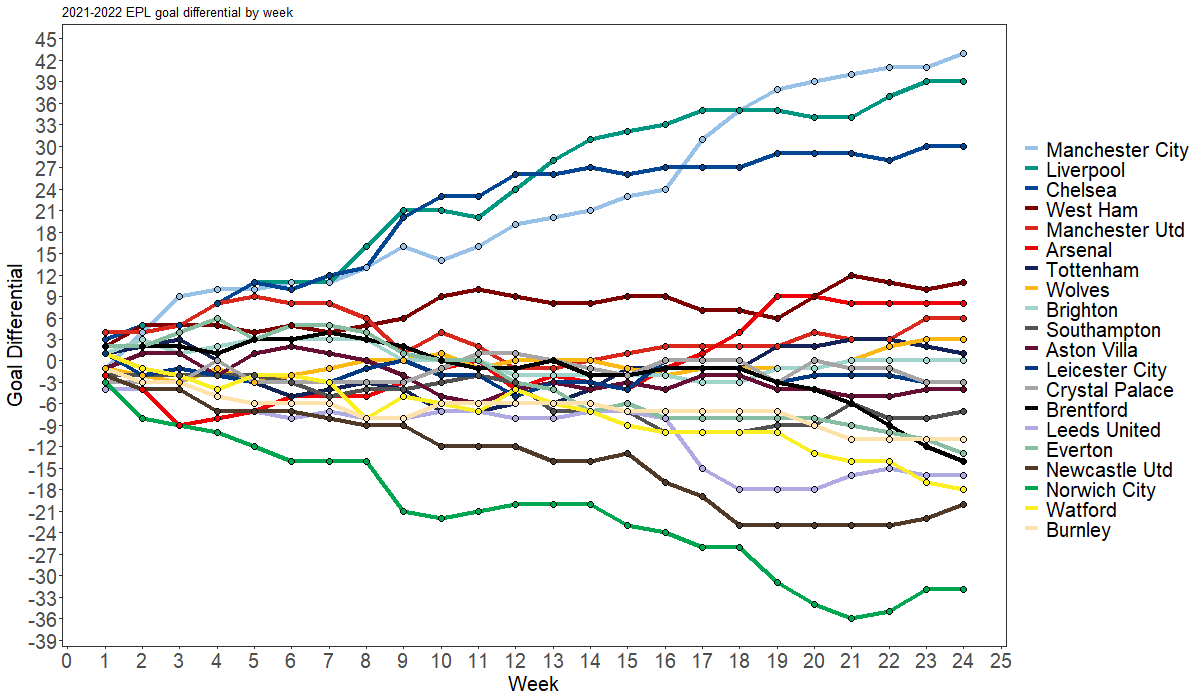 2021-2022 EPL goal differential by week
Goal Differential
45
42
39
36
33
30
27
24
21
18
15
12
9
6
3
0
-3
-6
-9
-12
-15
-18
-21
-24
-27
-30
-33
-36
-39
0 1 2 3 4 5 6 7 8 9 10 11 12 13 14 15 16 17 18 19 20 21 22 23 24 25
Week
Manchester City
Liverpool
Chelsea
West Ham
Manchester Utd
Arsenal
Tottenham
Wolves
Brighton
Southampton
Aston Villa
Leicester City
Crystal Palace
Brentford
Leeds United
Everton
Newcastle Utd
Norwich City
Watford
Burnley